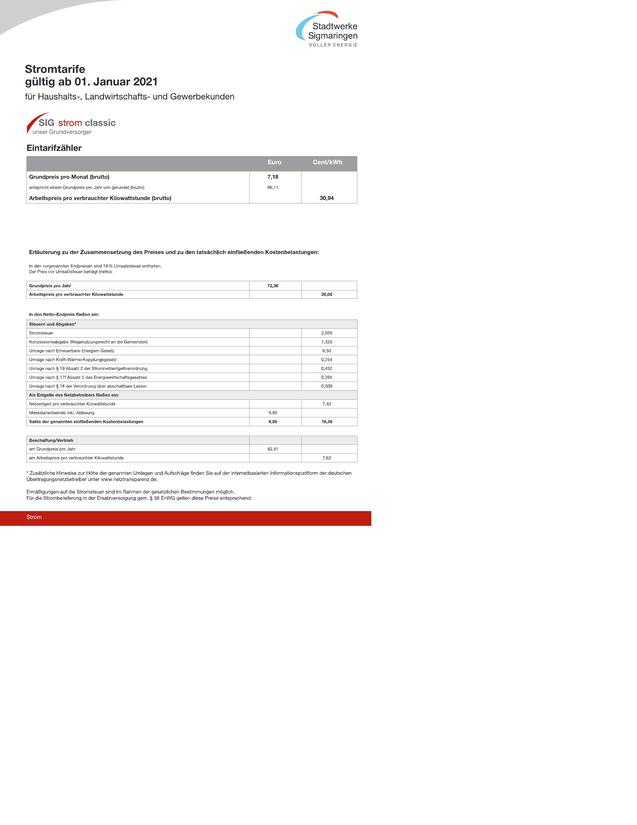 Stadtwerke
Sigmaringen
VOLLER ENERGIE
Stromtarife
gültig ab 01. Januar 2021
für Haushalts-, Landwirtschafts- und Gewerbekunden
SIG strom classic
unser Grundversorger
Eintarifzähler
Euro Cent/kWh
Grundpreis pro Monat (brutto) 7,18
entspricht einem Grundpreis pro Jahr von gerundet (brutto) 86,11
Arbeitspreis pro verbrauchter Kilowattstunde (brutto) 30,94
Erläuterung zu der Zusammensetzung des Preises und zu den tatsächlich einfließenden Kostenbelastungen:
In den vorgenannten Endpreisen sind 19% Umsatzsteuer enthalten.
Der Preis vor Umsatzsteuer beträgt (netto):
Grundpreis pro Jahr 72,36
Arbeitspreis pro verbrauchter Kilowattstunde 26,00
In den Netto-Endpreis fließen ein:
Steuern und Abgaben*
Stromsteuer 2,050
Konzessionsabgabe (Wegenutzungsrecht an die Gemeinden) 1,320
Umlage nach Erneuerbare-Energien-Gesetz 6,50
Umlage nach Kraft-Wärme-Kopplungsgesetz 0,254
Umlage nach § 19 Absatz 2 der Stromnetzentgeltverordnung 0,432
Umlage nach § 17f Absatz 5 des Energiewirtschaftsgesetzes 0,395
Umlage nach § 18 der Verordnung über abschaltbare Lasten 0,009
Als Entgelte des Netzbetreibers fließen ein:
Netzentgelt pro verbrauchter Kilowattstunde 7,42
Messstellenbetrieb inkl. Ablesung 9,95
Saldo der genannten einfließenden Kostenbelastungen 18,38
Beschaffung/Vertrieb
am Grundpreis pro Jahr 62,41
am Arbeitspreis pro verbrauchter Kilowattstunde 7,62
* Zusätzliche Hinweise zur Höhe der genannten Umlagen und Aufschläge finden Sie auf der internetbasierten Informationsplattform der deutschen
Übertragungsnetzbetreiber unter www.netztransparenz.de.
Ermäßigungen auf die Stromsteuer sind im Rahmen der gesetzlichen Bestimmungen möglich.
Für die Strombelieferung in der Ersatzversorgung gem. § 38 EnWG gelten diese Preise entsprechend.
Strom